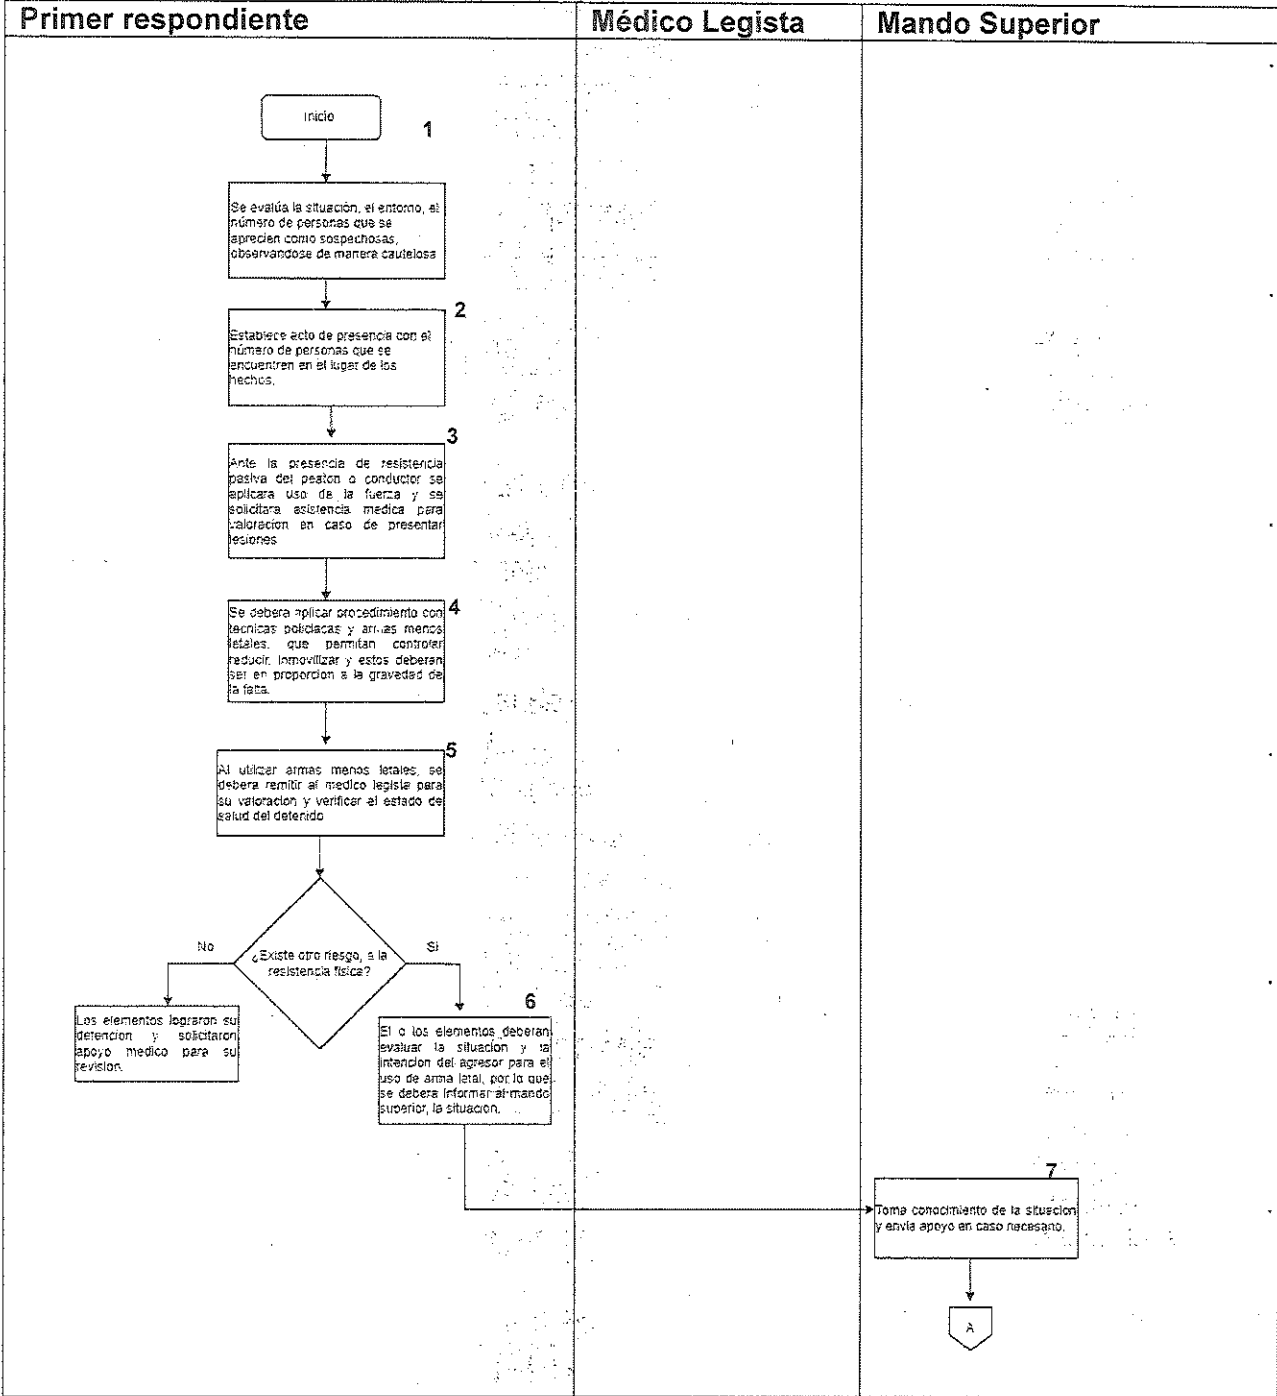 Primer respondiente
Médico Legista
Mando Superior
Inicio
1
Se evalúa la situación, el entorno, el
número de personas que se
aprecien como sospechosas,
observandose de manera cautelosa
2
Establece acto de presencia con el
número de personas que se
encuentren en el lugar de los
hechos.
3
Ante la presencia de resistencia
pasiva del peaton o conductor se
aplicara uso de la fuerza y se
solicitara asistencia medica para
valoracion en caso de presentar
lesiones
4
Se debera aplicar procedimiento con
tecnicas policiacas y armas menos
letales, que permitan controlar
reducir, inmovilizar y estos deberan
ser en proporcion a la gravedad de
la falta.
5
Al utilizar armas menos letales, se
debera remitir al medico legista para
su valoracion y verificar el estado de
salud del detenido
¿Existe otro riesgo, a la
resistencia fisica?
No
Si
Los elementos lograron su
detencion y solicitaron
apoyo medico para su
revision.
6
El o los elementos deberan
evaluar la situacion y la
intencion del agresor para el
uso de arma letal, por lo que
se debera informar al mando
superior, la situacion.
7
Toma conocimiento de la situacion
y envia apoyo en caso necesario.
A